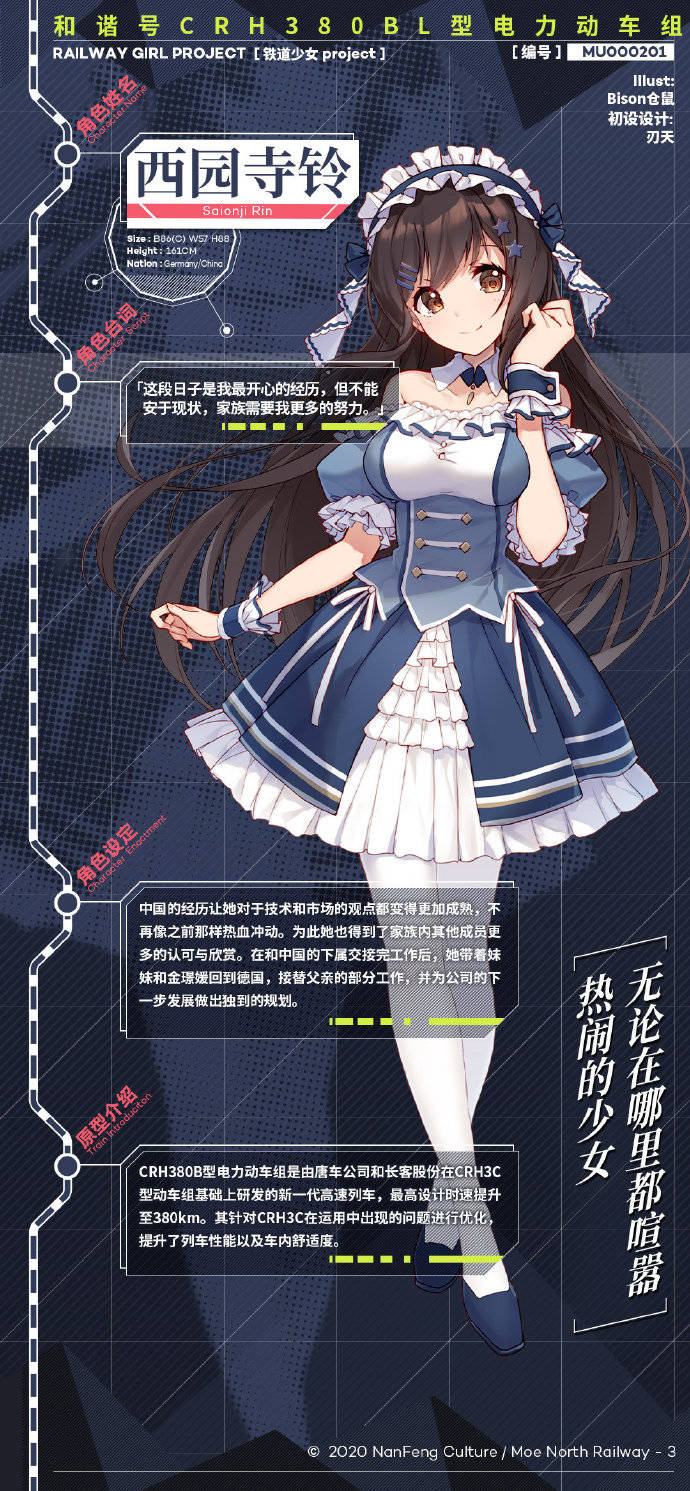 和谐号CRH380BL型电力动车组
RAILWAY GIRL PROJECT [ 铁道少女 project ]
[ 编号 ] MU000201
Illust:
Bison仓鼠
初设设计:
刃天
角色姓名
Character Name
西园寺铃
Saionji Rin
Size : B86(C) W57 H88
Height : 161CM
Nation : Germany/China
角色台词
Character Script
「这段日子是我最开心的经历，但不能
安于现状，家族需要我更多的努力。」
角色设定
Character Enactment
中国的经历让她对于技术和市场的观点都变得更加成熟，不
再像之前那样热血冲动。为此她也得到了家族内其他成员更
多的认可与欣赏。在和中国的下属交接完工作后，她带着妹
妹和金璟媛回到德国，接替父亲的部分工作，并为公司的下
一步发展做出独到的规划。
无论在哪里都喧嚣
热闹的少女
原型介绍
Train Introduciton
CRH380B型电力动车组是由唐车公司和长客股份在CRH3C
型动车组基础上研发的新一代高速列车，最高设计时速提升
至380km。其针对CRH3C在运用中出现的问题进行优化，
提升了列车性能以及车内舒适度。
© 2020 NanFeng Culture / Moe North Railway - 3